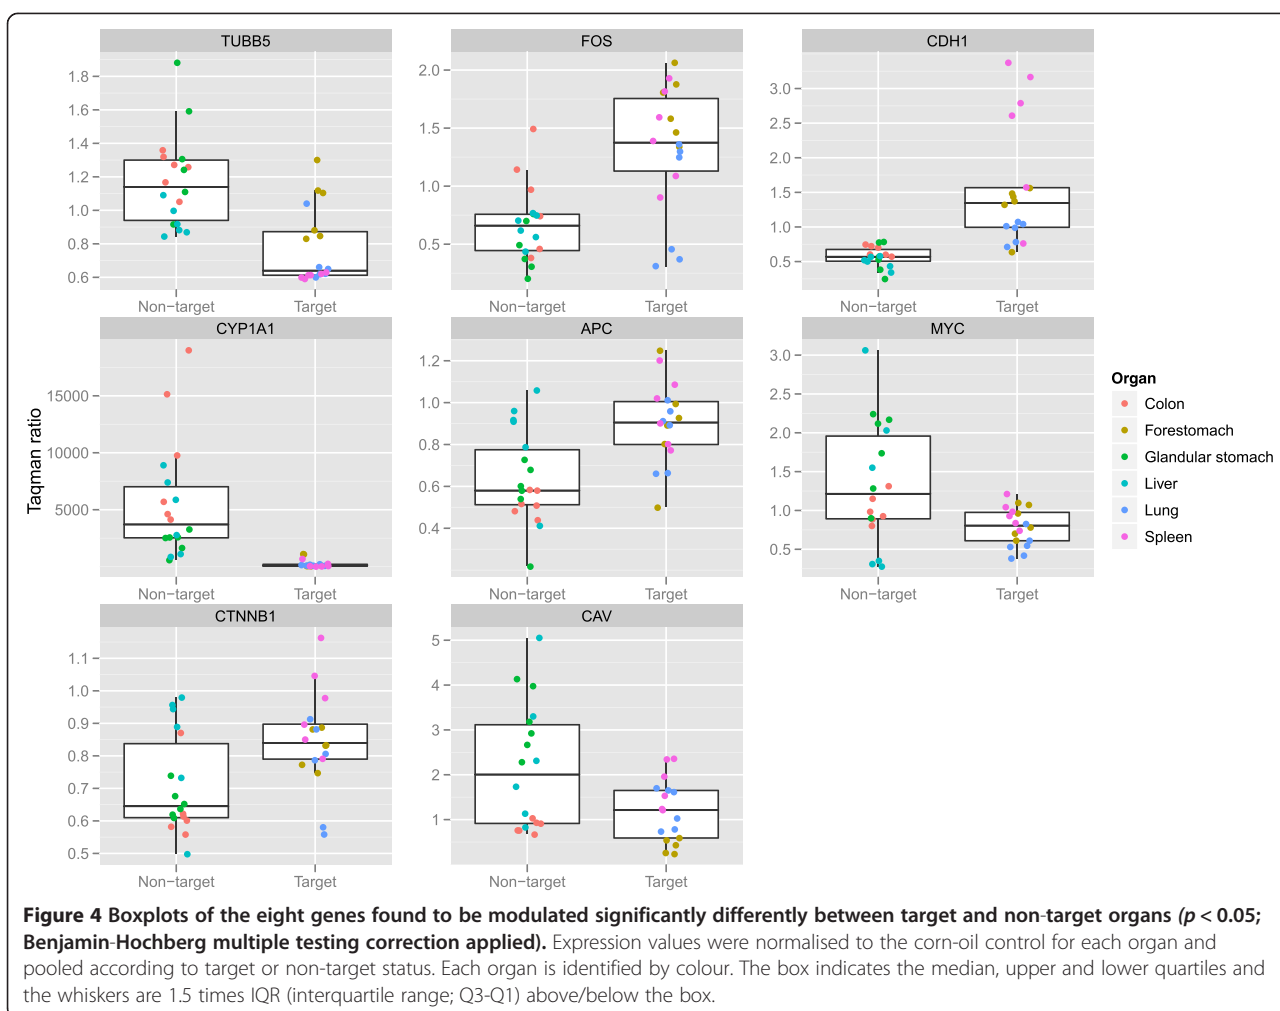 TUBB5
FOS
CDH1
1.8
1.6
1.4
1.2
1.0
0.8
0.6
2.0
1.5
1.0
0.5
3.0
2.5
2.0
1.5
1.0
0.5
Non-target
Target
Non-target
Target
Non-target
Target
CYP1A1
APC
MYC
Taqman ratio
15000
10000
5000
1.2
1.0
0.8
0.6
0.4
3.0
2.5
2.0
1.5
1.0
0.5
Non-target
Target
Non-target
Target
Non-target
Target
Organ
Colon
Forestomach
Glandular stomach
Liver
Lung
Spleen
CTNNB1
CAV
1.1
1.0
0.9
0.8
0.7
0.6
0.5
5
4
3
2
1
Non-target
Target
Non-target
Target
Figure 4 Boxplots of the eight genes found to be modulated significantly differently between target and non-target organs (p < 0.05;
Benjamin-Hochberg multiple testing correction applied). Expression values were normalised to the corn-oil control for each organ and
pooled according to target or non-target status. Each organ is identified by colour. The box indicates the median, upper and lower quartiles and
the whiskers are 1.5 times IQR (interquartile range; Q3-Q1) above/below the box.